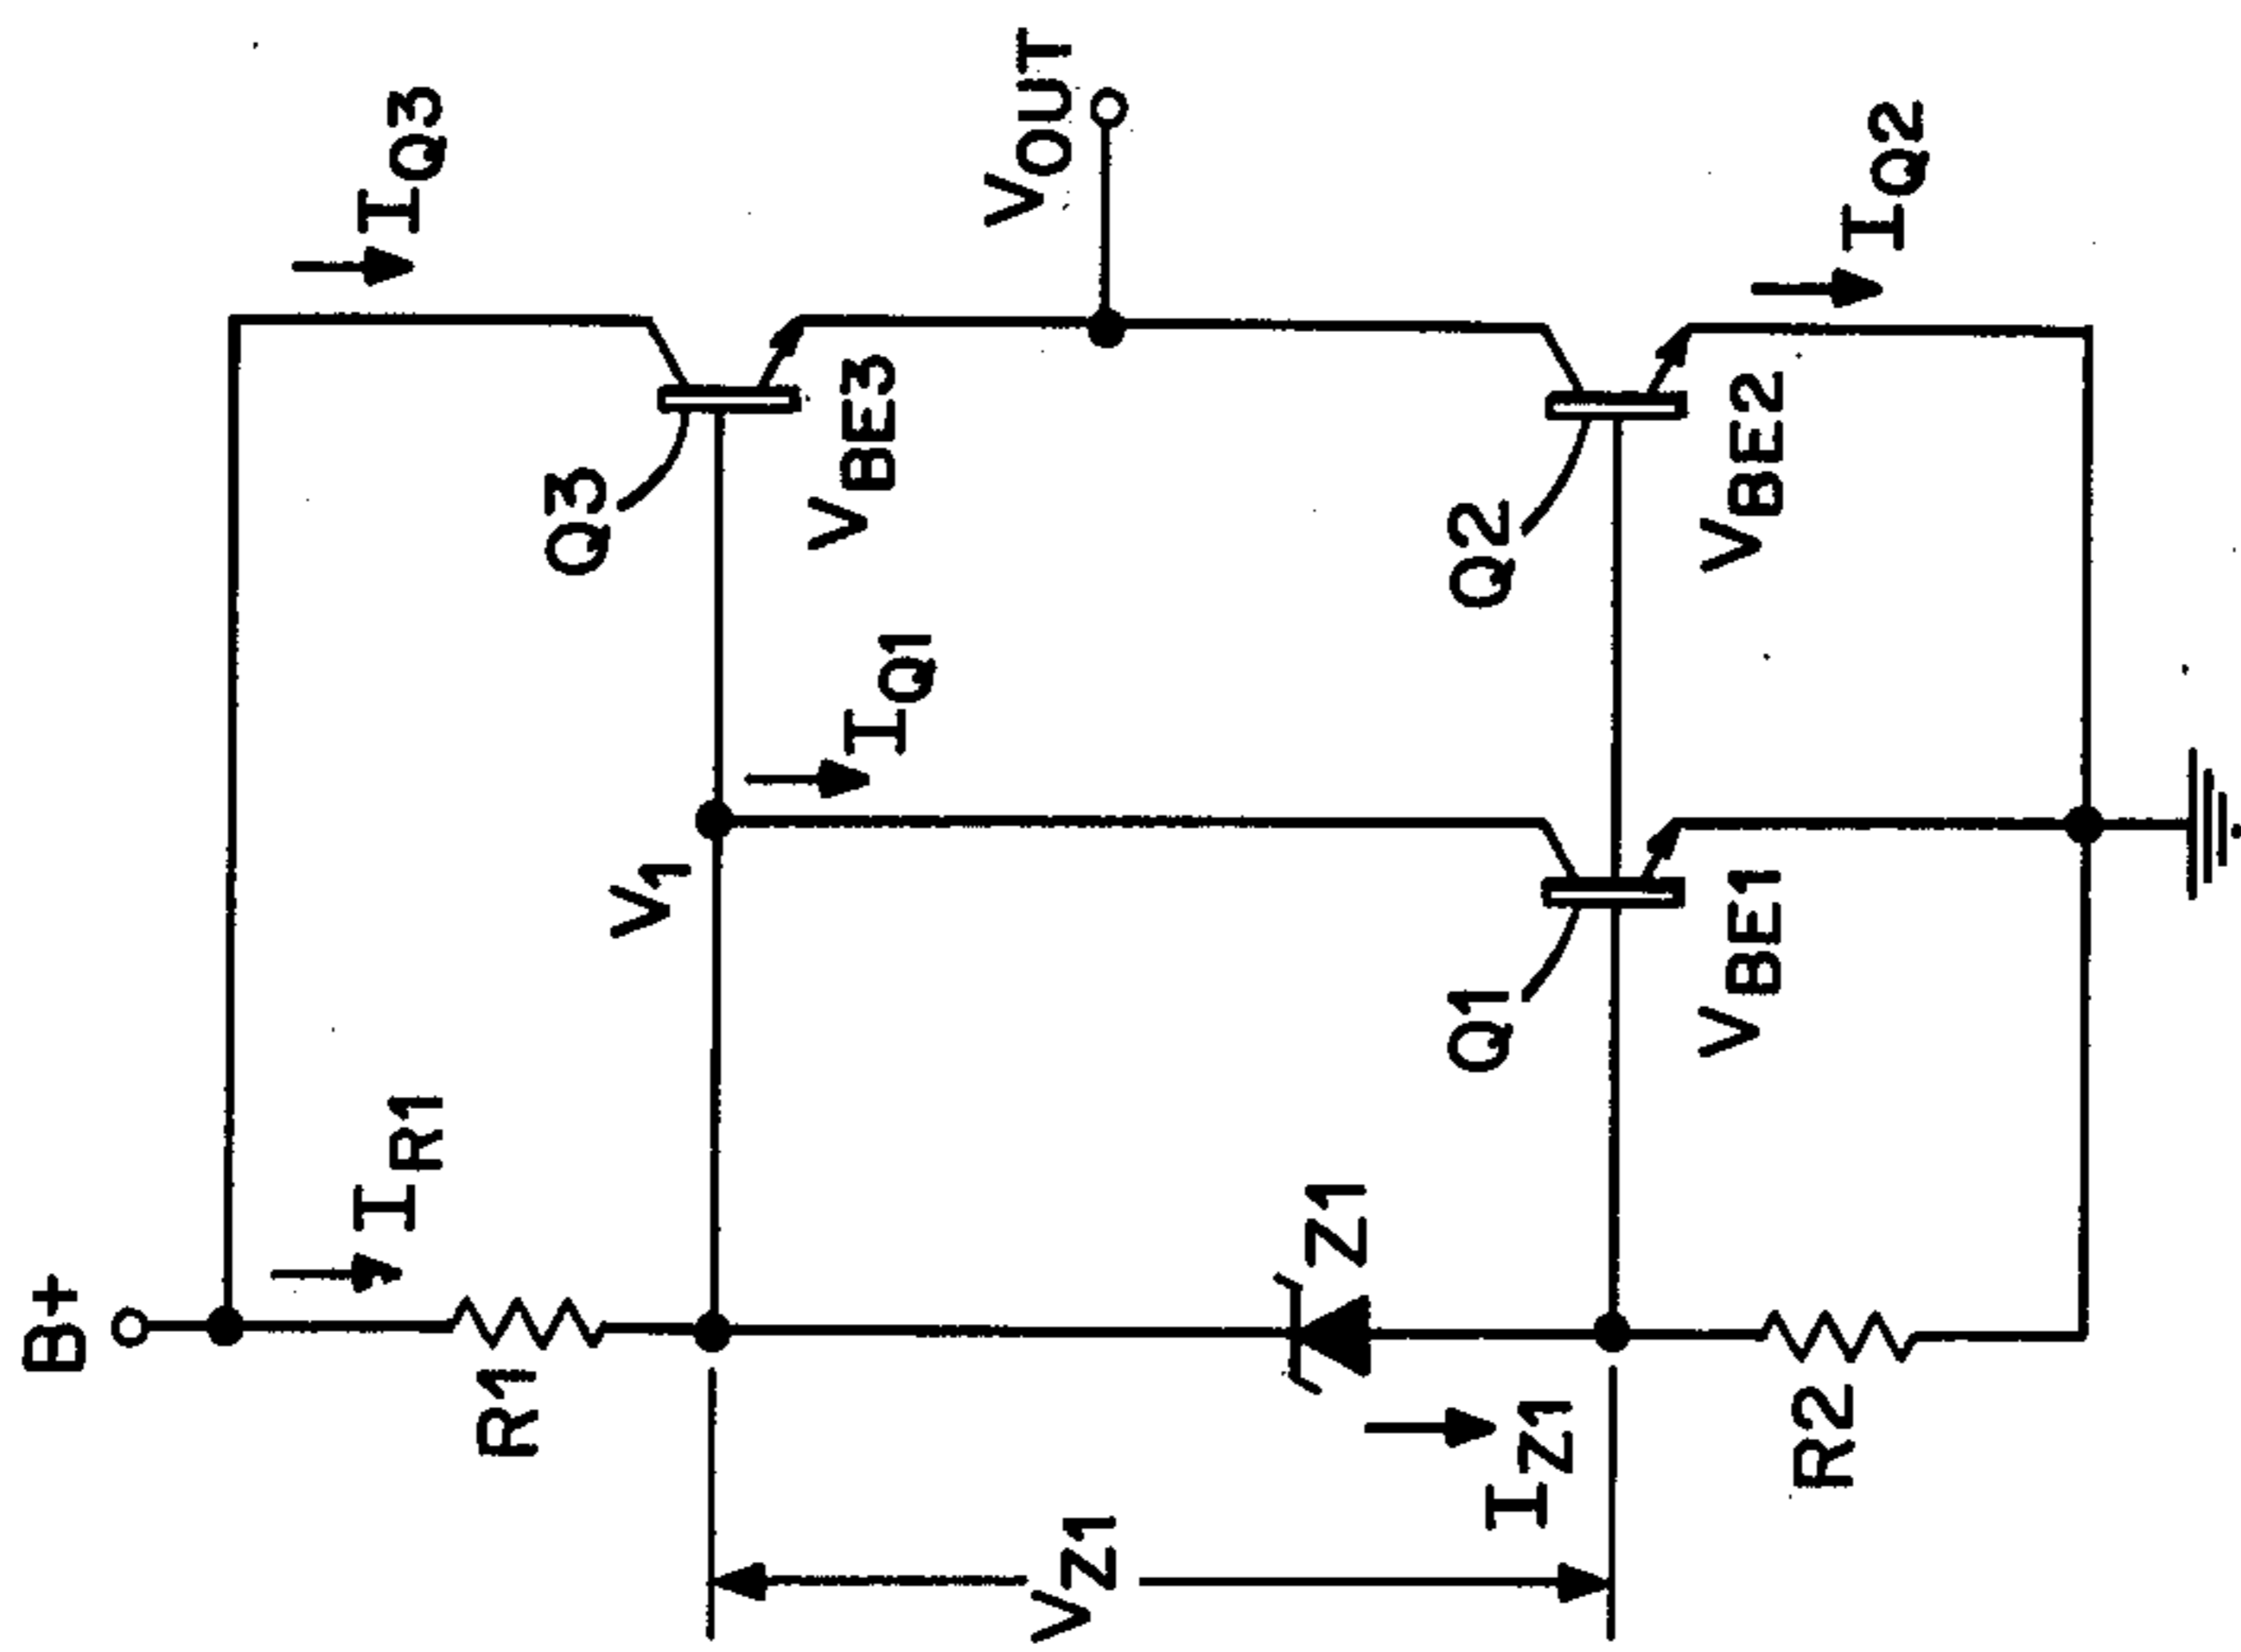 B+
I_R1
I_Q3
R1
Q3
V_1
V_BE3
I_Q1
V_OUT
V_Z1
Z1
Q1
Q2
I_Z1
V_BE1
V_BE2
R2
I_Q2